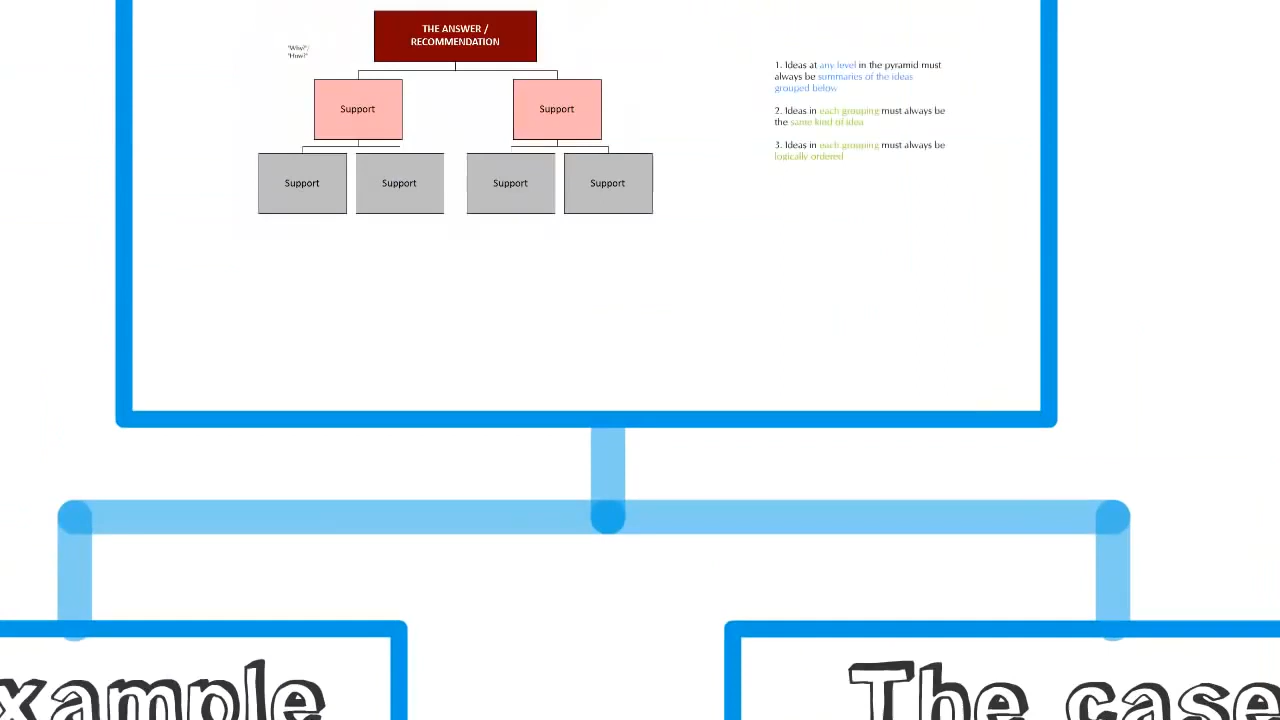 THE ANSWER /
RECOMMENDATION
"Why?"/
"How?"
Support
Support
Support
Support
Support
Support
1. Ideas at any level in the pyramid must
always be summaries of the ideas
grouped below
2. Ideas in each grouping must always be
the same kind of idea
3. Ideas in each grouping must always be
logically ordered
xample
The case